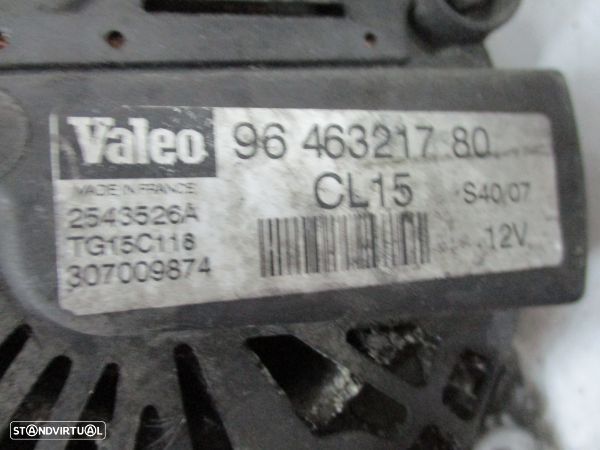 Valeo 96 463217 80
MADE IN FRANCE CL15 S40/07
2543526A
TG15C118 12V
307009874
STANDVIRTUAL